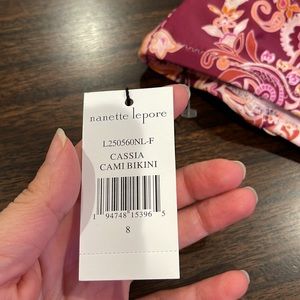 nanette lepore
L250560NL-F
CASSIA
CAMI BIKINI
1 94748 15396 5
8